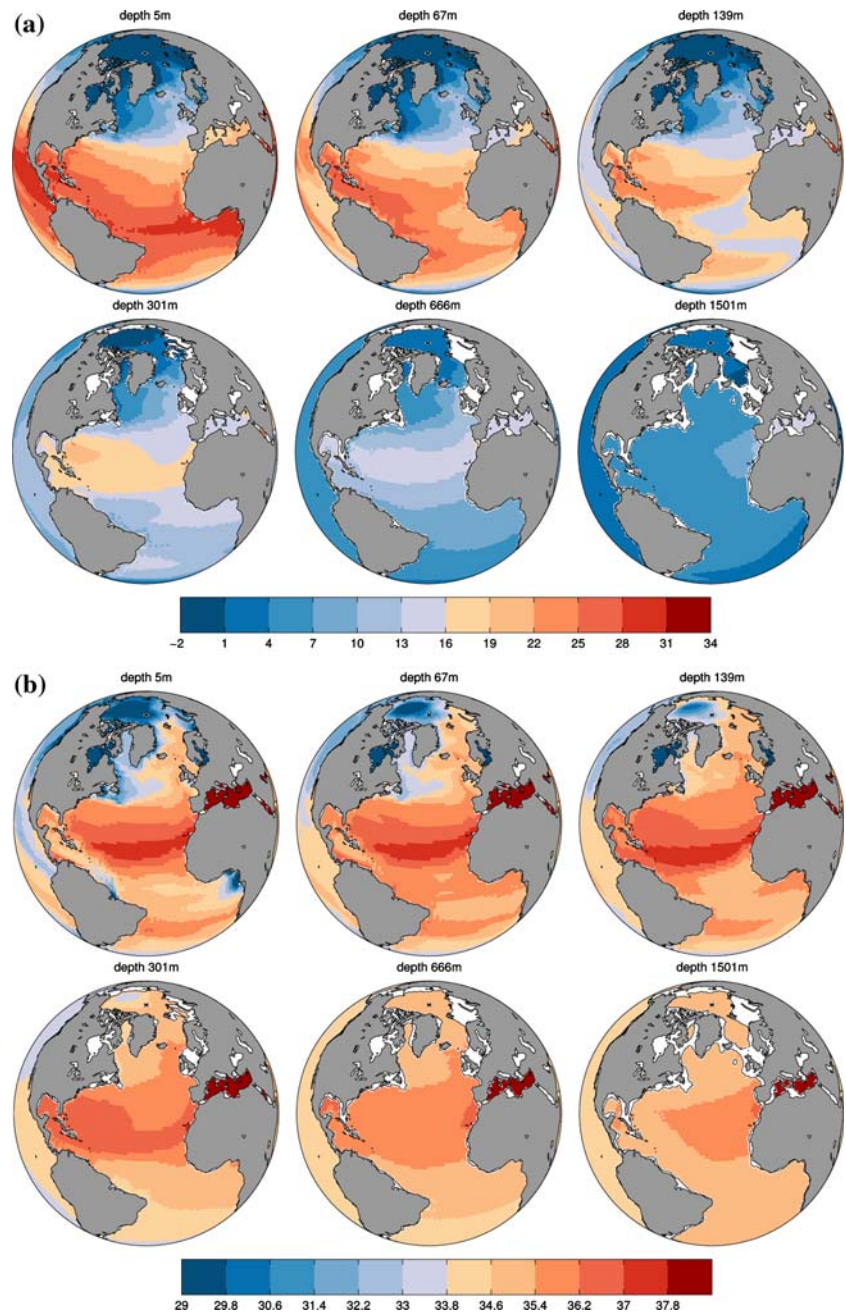 (a)
depth 5m depth 67m depth 139m
depth 301m depth 666m depth 1501m
−2 1 4 7 10 13 16 19 22 25 28 31 34
(b)
depth 5m depth 67m depth 139m
depth 301m depth 666m depth 1501m
29 29.8 30.6 31.4 32.2 33 33.8 34.6 35.4 36.2 37 37.8